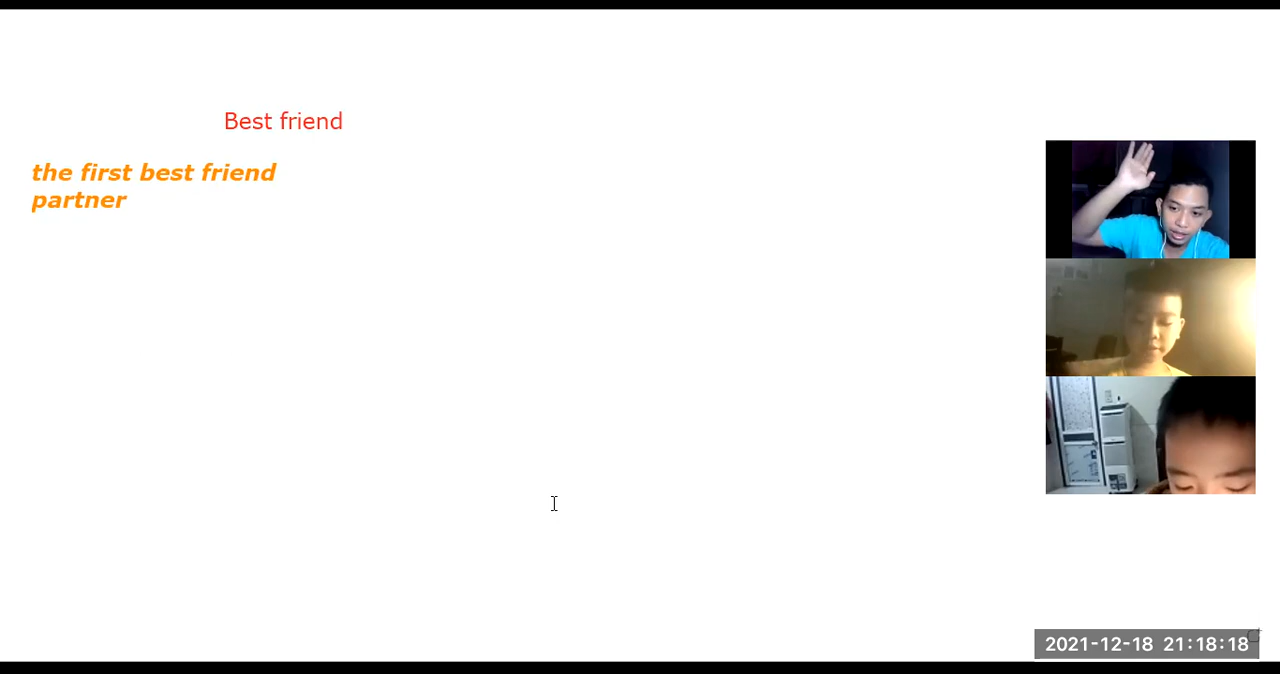 Best friend
the first best friend
partner
2021-12-18 21:18:18